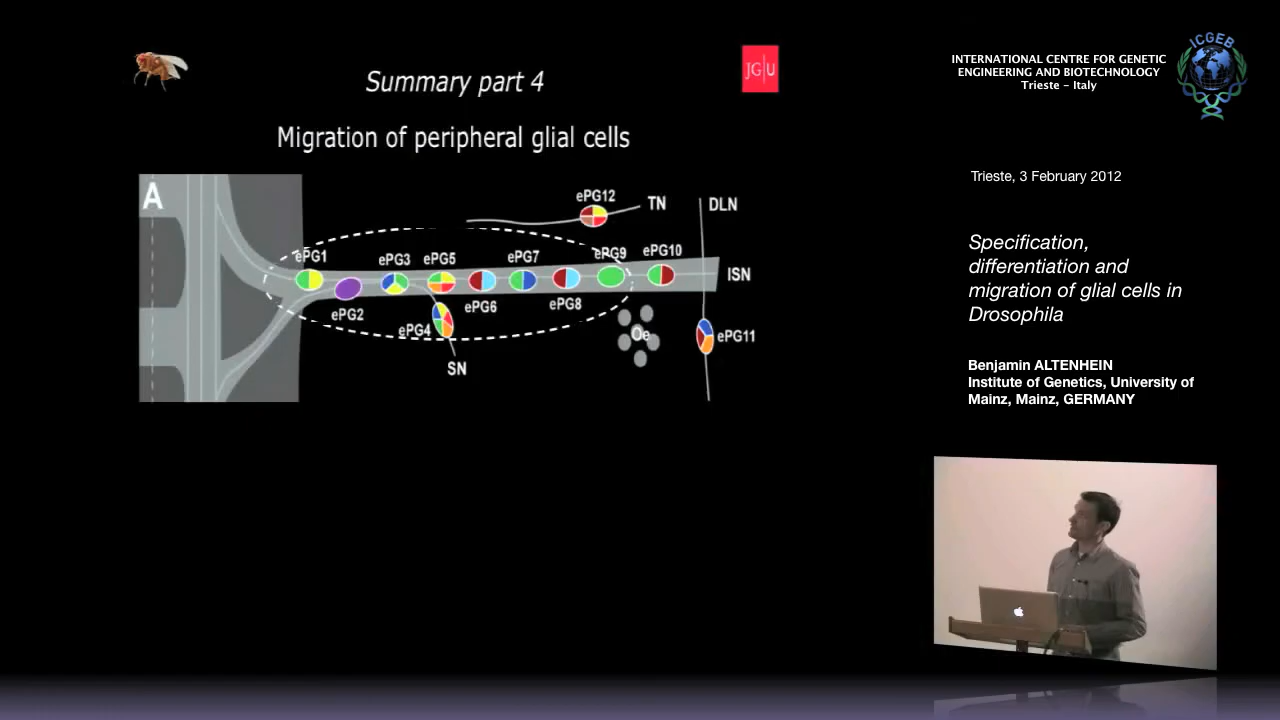 Summary part 4
JG|U
Migration of peripheral glial cells
A
ePG12
TN
DLN
ePG1
ePG3
ePG5
ePG7
ePG9
ePG10
ISN
ePG2
ePG4
ePG6
ePG8
Oe
ePG11
SN
INTERNATIONAL CENTRE FOR GENETIC
ENGINEERING AND BIOTECHNOLOGY
Trieste - Italy
ICGEB
Trieste, 3 February 2012
Specification,
differentiation and
migration of glial cells in
Drosophila
Benjamin ALTENHEIN
Institute of Genetics, University of
Mainz, Mainz, GERMANY